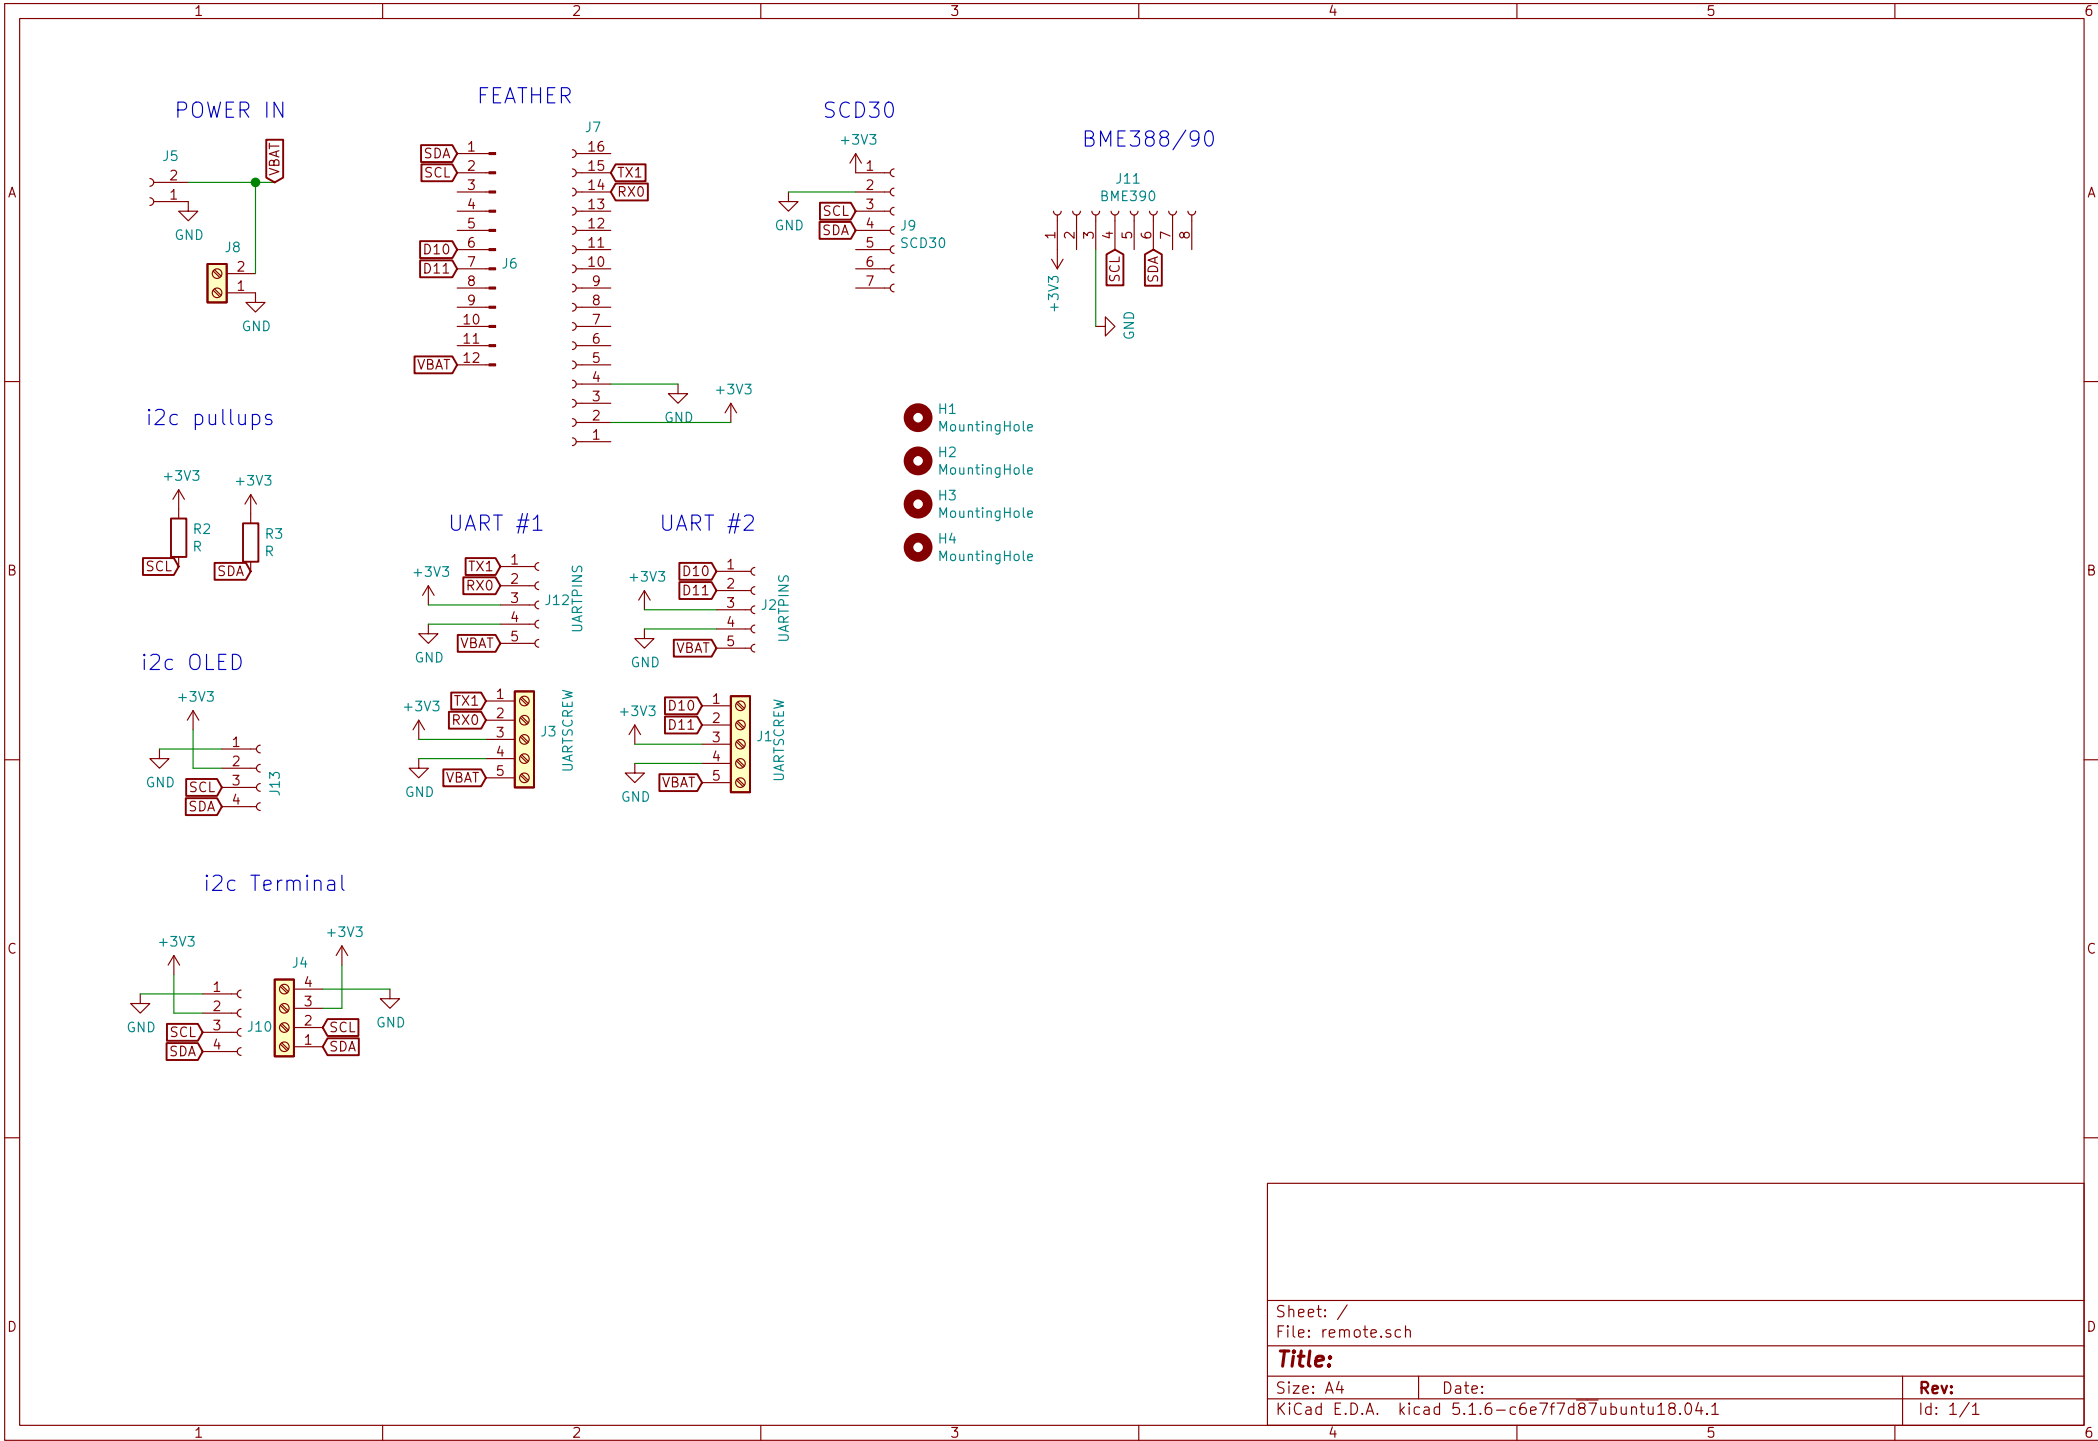 1 2 3 4 5 6
A A
B B
C C
D D
1 2 3 4 5 6
POWER IN
VBAT
J5
2
1
GND
J8
2
1
GND
FEATHER
SDA 1
SCL 2
3
4
5
D10 6
D11 7
J6
8
9
10
11
VBAT 12
J7
16
15 TX1
14 RX0
13
12
11
10
9
8
7
6
5
4
3
2
1
GND
+3V3
SCD30
+3V3
1
2
GND
SCL 3
SDA 4
5
6
7
J9
SCD30
BME388/90
J11
BME390
1 2 3 4 5 6 7 8
+3V3
GND
SCL
SDA
H1
MountingHole
H2
MountingHole
H3
MountingHole
H4
MountingHole
i2c pullups
+3V3
R2
R
SCL
+3V3
R3
R
SDA
UART #1
TX1 1
RX0 2
+3V3
3
4
GND
VBAT 5
J12
UARTPINS
TX1 1
RX0 2
+3V3
3
4
GND
VBAT 5
J3
UARTSCREW
UART #2
D10 1
D11 2
+3V3
3
4
GND
VBAT 5
J2
UARTPINS
D10 1
D11 2
+3V3
3
4
GND
VBAT 5
J1
UARTSCREW
i2c OLED
+3V3
1
2
GND
SCL 3
SDA 4
J13
i2c Terminal
+3V3
1
2
GND
SCL 3
SDA 4
J10
J4
+3V3
4
3
2 SCL
1 SDA
GND
Sheet: /
File: remote.sch
Title:
Size: A4 Date: Rev:
KiCad E.D.A. kicad 5.1.6-c6e7f7d87ubuntu18.04.1 Id: 1/1